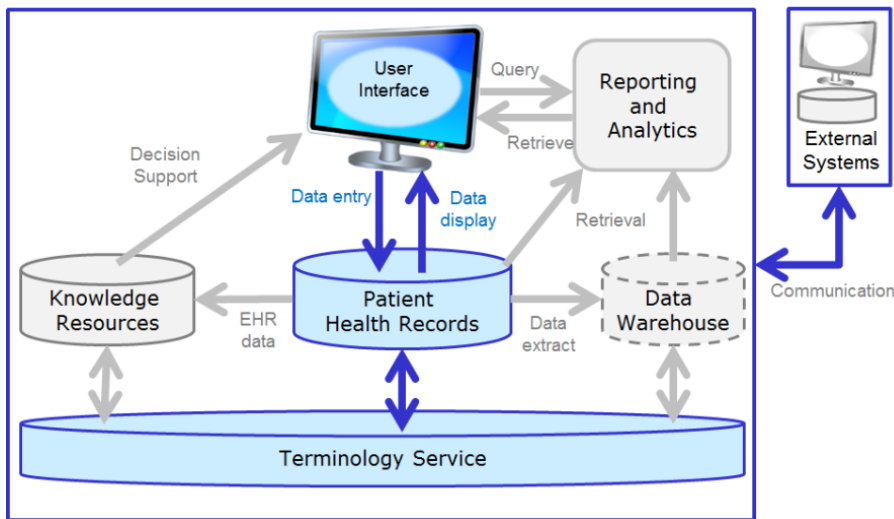 User
Interface
Query
Retrieve
Reporting
and
Analytics
External
Systems
Decision
Support
Data entry
Data
display
Retrieval
Communication
Knowledge
Resources
EHR
data
Patient
Health Records
Data
extract
Data
Warehouse
Terminology Service